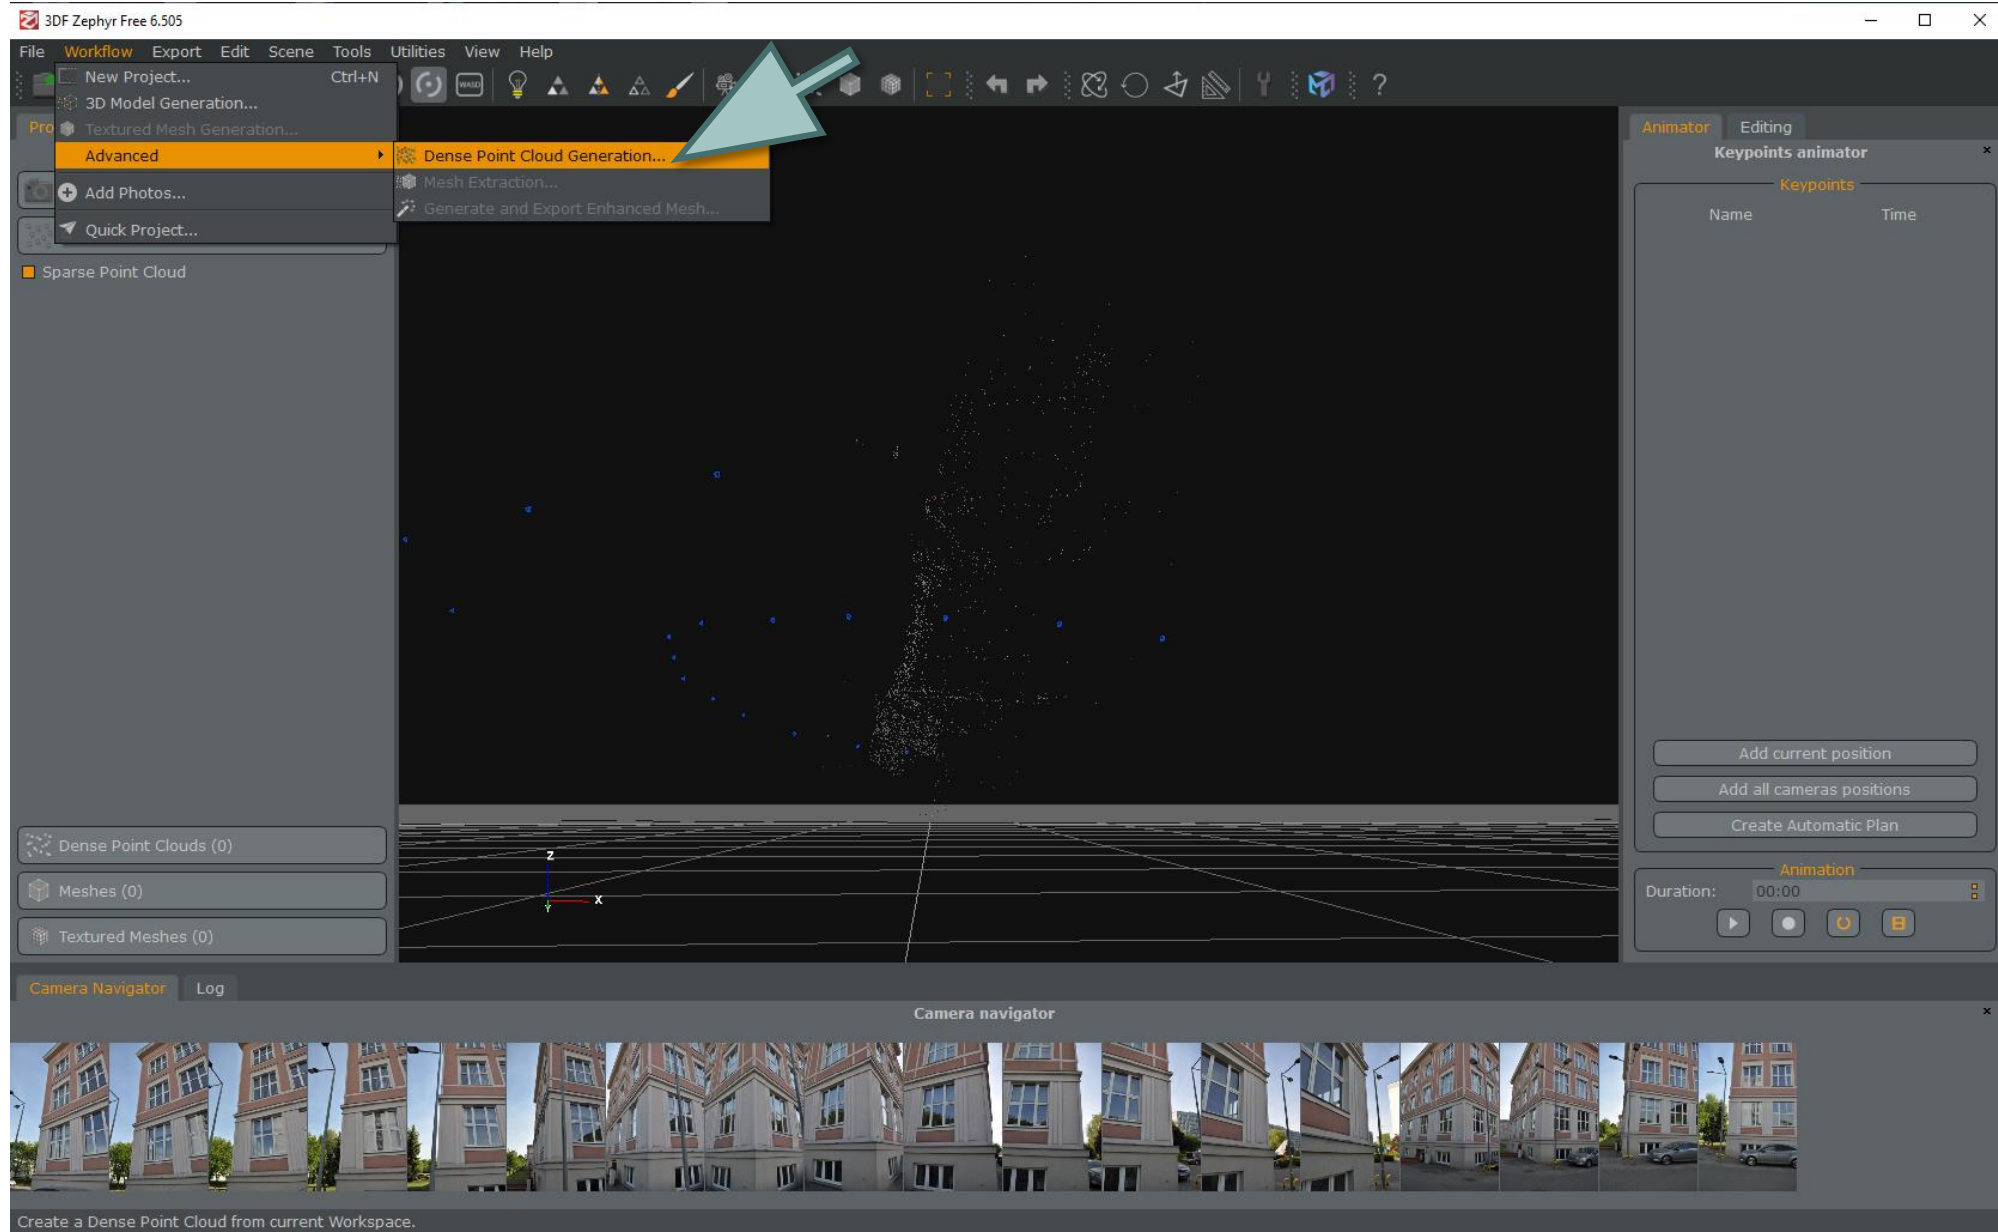 3DF Zephyr Free 6.505
File Workflow Export Edit Scene Tools Utilities View Help
New Project... Ctrl+N
WASD
?
3D Model Generation...
Textured Mesh Generation...
Advanced
Dense Point Cloud Generation...
Mesh Extraction...
Generate and Export Enhanced Mesh...
Add Photos...
Quick Project...
Sparse Point Cloud
Dense Point Clouds (0)
Meshes (0)
Textured Meshes (0)
Z
X
Y
Animator Editing
Keypoints animator
Keypoints
Name Time
Add current position
Add all cameras positions
Create Automatic Plan
Animation
Duration: 00:00
Camera Navigator Log
Camera navigator
Create a Dense Point Cloud from current Workspace.